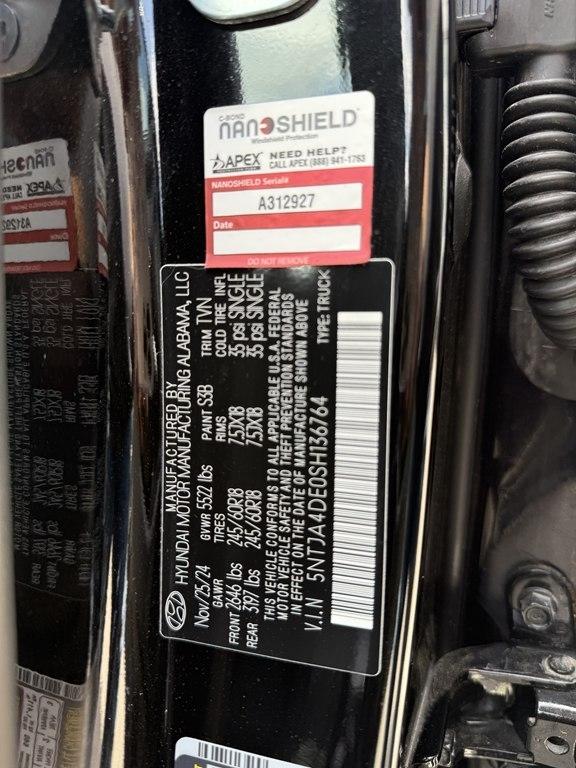 C-BOND
NANOSHIELD
Windshield Protection
APEX
NEED HELP?
CALL APEX (888) 941-1763
NANOSHIELD Serial#
A312927
Date
DO NOT REMOVE
MANUFACTURED BY
HYUNDAI MOTOR MANUFACTURING ALABAMA, LLC
Nov/25/24 GVWR 5522 lbs PAINT S3B TRIM TVN
GAWR TIRES RIMS COLD TIRE INFL
FRONT 2646 lbs 245/60R18 7.5JX18 35 psi SINGLE
REAR 3197 lbs 245/60R18 7.5JX18 35 psi SINGLE
THIS VEHICLE CONFORMS TO ALL APPLICABLE U.S.A. FEDERAL
MOTOR VEHICLE SAFETY AND THEFT PREVENTION STANDARDS
IN EFFECT ON THE DATE OF MANUFACTURE SHOWN ABOVE.
V.I.N 5NTJA4DE0SH136764 TYPE:TRUCK